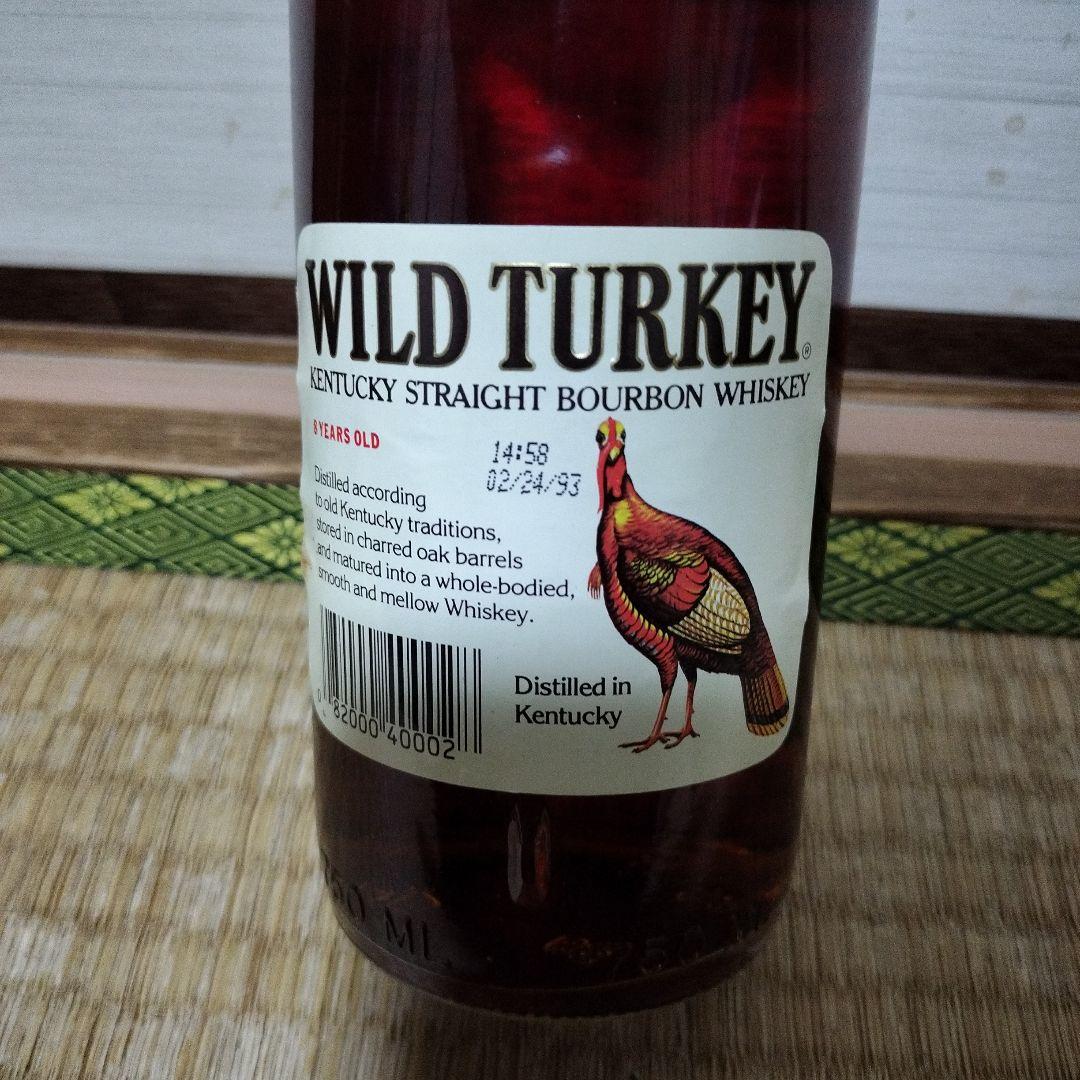 WILD TURKEY®
KENTUCKY STRAIGHT BOURBON WHISKEY
8 YEARS OLD
14:58
02/24/93
Distilled according
to old Kentucky traditions,
stored in charred oak barrels
and matured into a whole-bodied,
smooth and mellow Whiskey.
Distilled in
Kentucky
0 82000 40002
750 ML
750